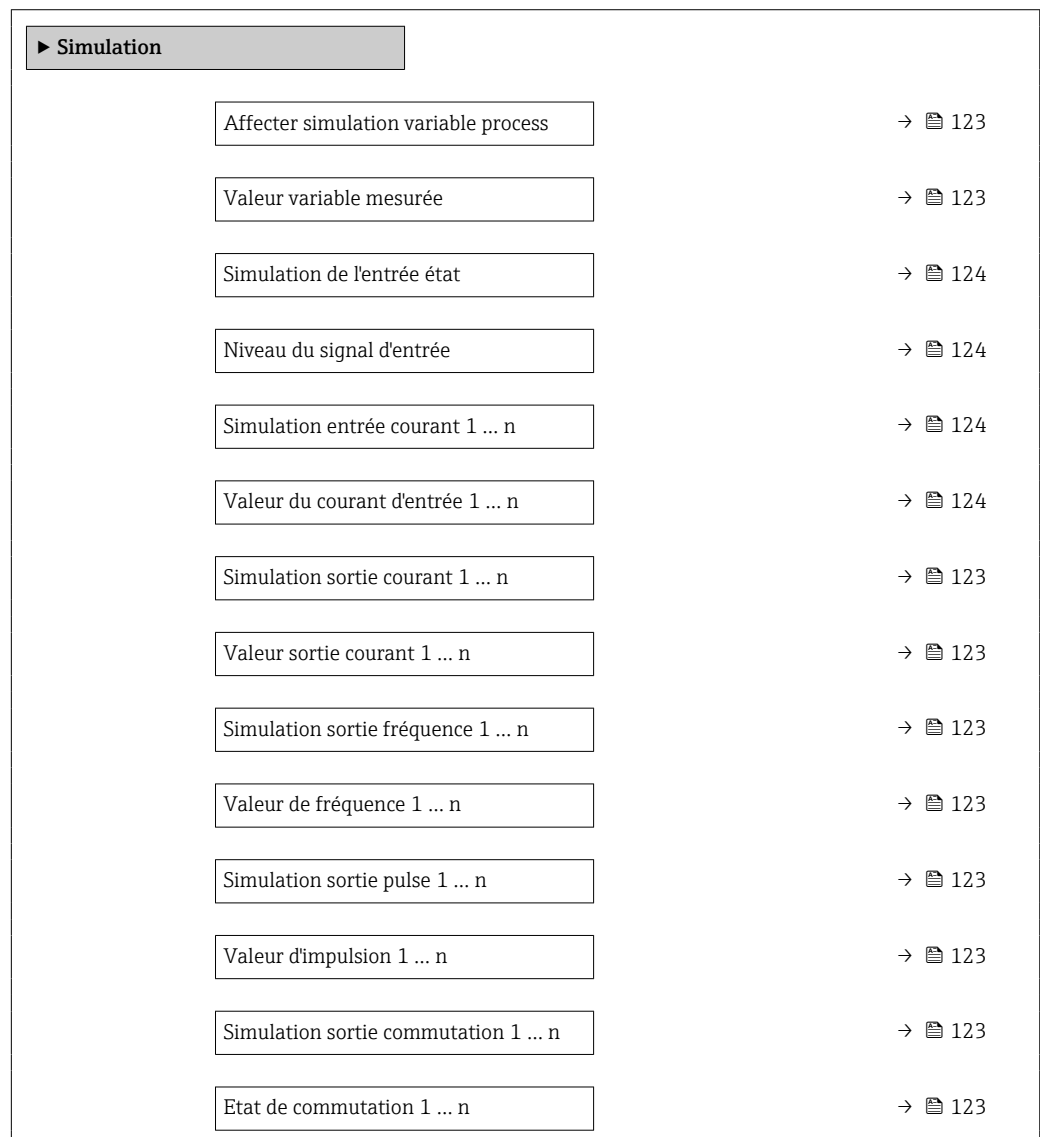 ▶ Simulation
Affecter simulation variable process → 🖹 123
Valeur variable mesurée → 🖹 123
Simulation de l'entrée état → 🖹 124
Niveau du signal d'entrée → 🖹 124
Simulation entrée courant 1 … n → 🖹 124
Valeur du courant d'entrée 1 … n → 🖹 124
Simulation sortie courant 1 … n → 🖹 123
Valeur sortie courant 1 … n → 🖹 123
Simulation sortie fréquence 1 … n → 🖹 123
Valeur de fréquence 1 … n → 🖹 123
Simulation sortie pulse 1 … n → 🖹 123
Valeur d'impulsion 1 … n → 🖹 123
Simulation sortie commutation 1 … n → 🖹 123
Etat de commutation 1 … n → 🖹 123